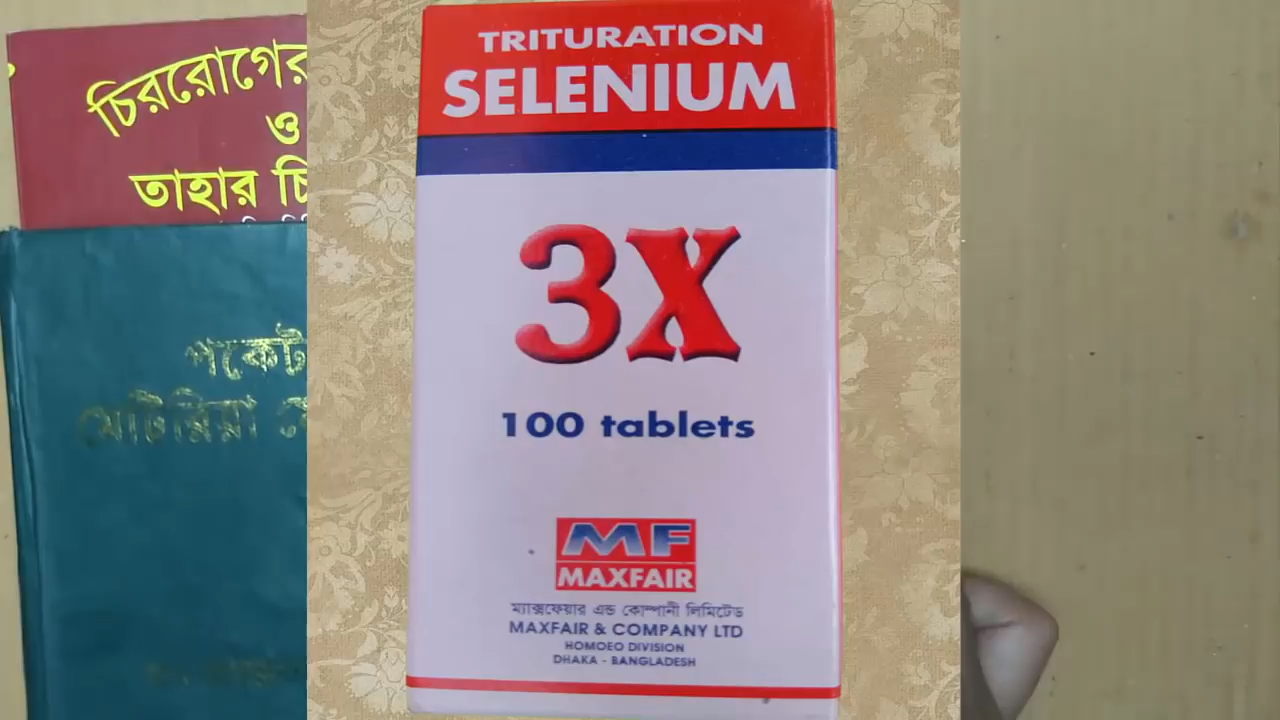 চিররোগের
ও
তাহার চি
পকেট
মেটিরিয়া মে
TRITURATION
SELENIUM
3X
100 tablets
MF
MAXFAIR
ম্যাক্সফেয়ার এন্ড কোম্পানী লিমিটেড
MAXFAIR & COMPANY LTD
HOMOEO DIVISION
DHAKA - BANGLADESH